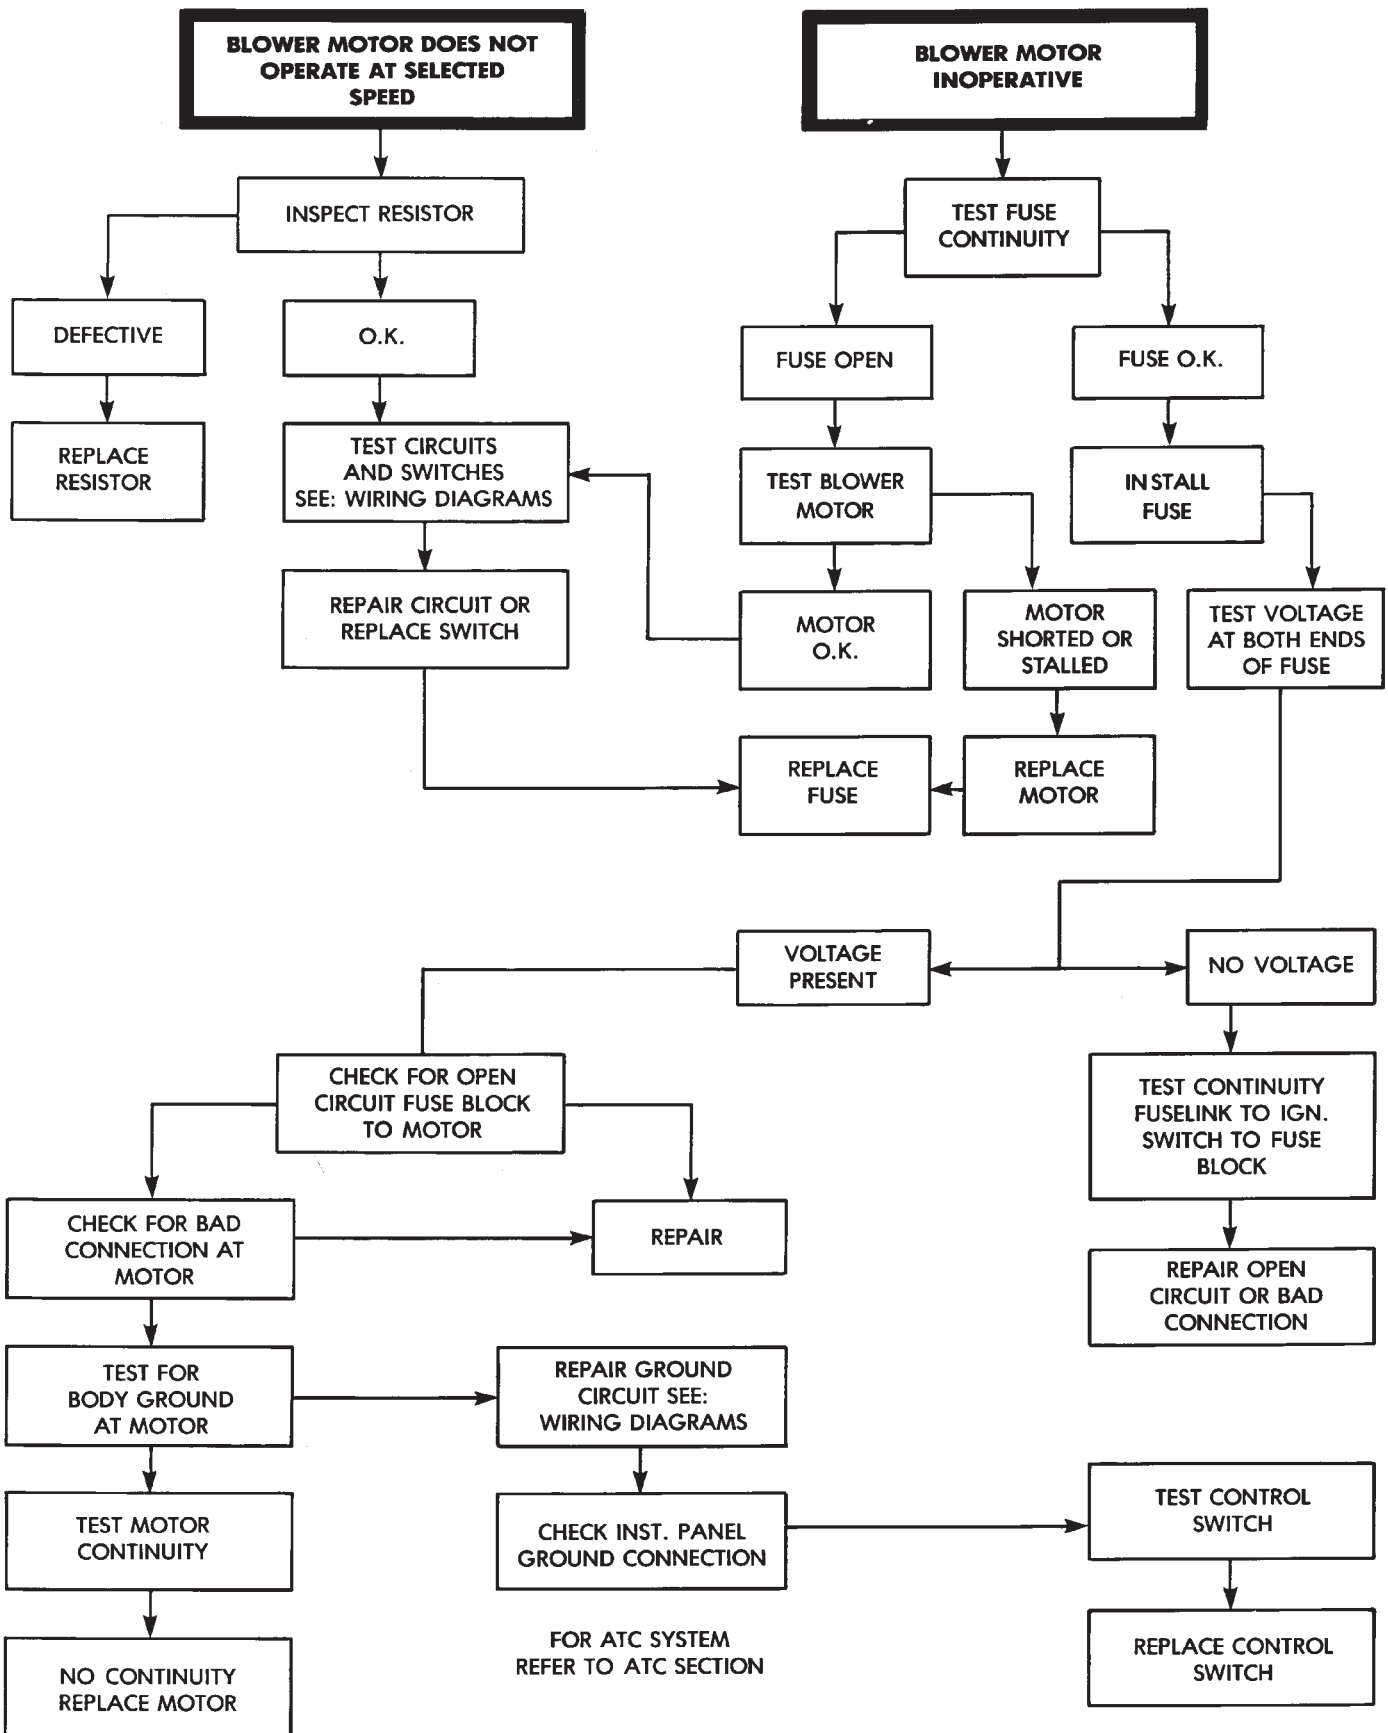 BLOWER MOTOR DOES NOT
OPERATE AT SELECTED
SPEED
BLOWER MOTOR
INOPERATIVE
INSPECT RESISTOR
TEST FUSE
CONTINUITY
DEFECTIVE
O.K.
FUSE OPEN
FUSE O.K.
REPLACE
RESISTOR
TEST CIRCUITS
AND SWITCHES
SEE: WIRING DIAGRAMS
TEST BLOWER
MOTOR
INSTALL
FUSE
REPAIR CIRCUIT OR
REPLACE SWITCH
MOTOR
O.K.
MOTOR
SHORTED OR
STALLED
TEST VOLTAGE
AT BOTH ENDS
OF FUSE
REPLACE
FUSE
REPLACE
MOTOR
VOLTAGE
PRESENT
NO VOLTAGE
CHECK FOR OPEN
CIRCUIT FUSE BLOCK
TO MOTOR
TEST CONTINUITY
FUSELINK TO IGN.
SWITCH TO FUSE
BLOCK
CHECK FOR BAD
CONNECTION AT
MOTOR
REPAIR
REPAIR OPEN
CIRCUIT OR BAD
CONNECTION
TEST FOR
BODY GROUND
AT MOTOR
REPAIR GROUND
CIRCUIT SEE:
WIRING DIAGRAMS
TEST MOTOR
CONTINUITY
CHECK INST. PANEL
GROUND CONNECTION
TEST CONTROL
SWITCH
NO CONTINUITY
REPLACE MOTOR
FOR ATC SYSTEM
REFER TO ATC SECTION
REPLACE CONTROL
SWITCH